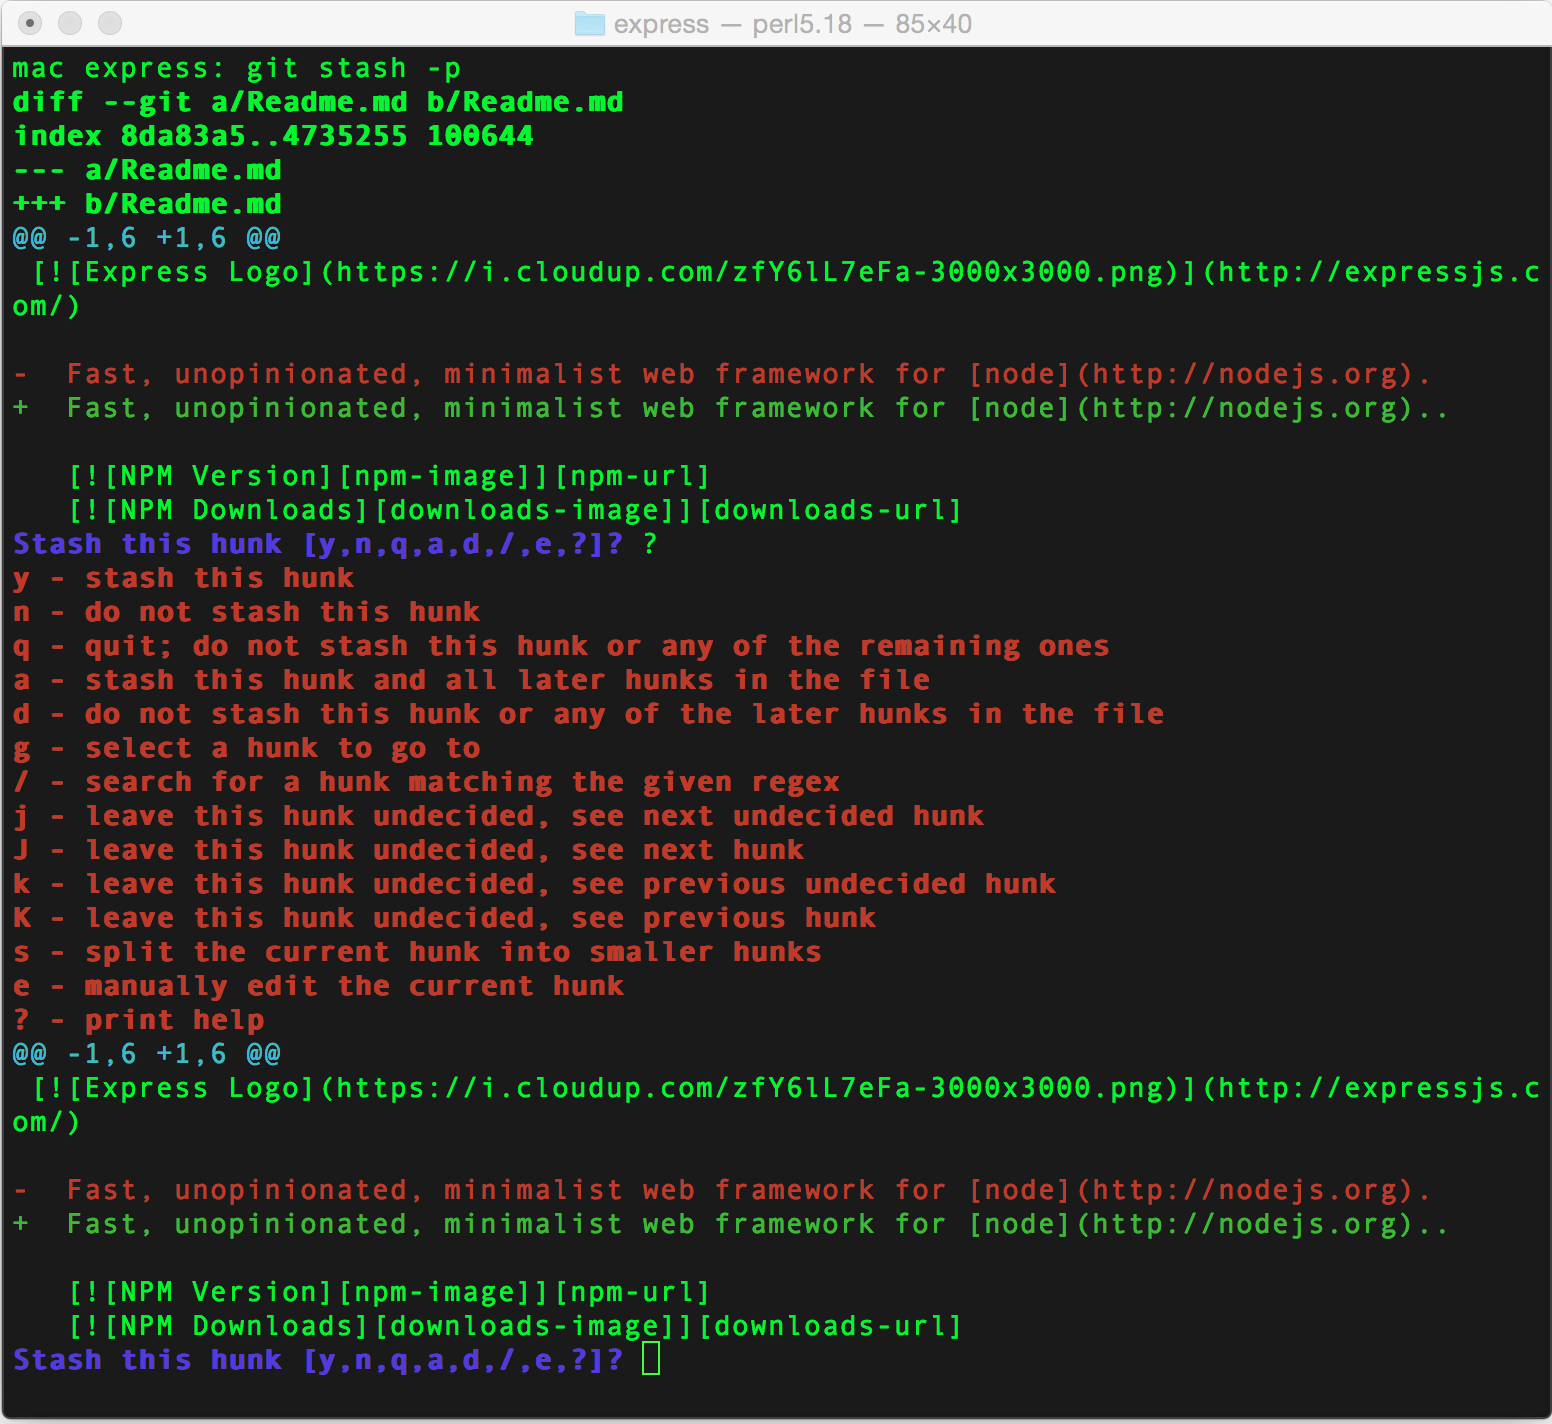 express — perl5.18 — 85×40
mac express: git stash -p
diff --git a/Readme.md b/Readme.md
index 8da83a5..4735255 100644
--- a/Readme.md
+++ b/Readme.md
@@ -1,6 +1,6 @@
 [![Express Logo](https://i.cloudup.com/zfY6lL7eFa-3000x3000.png)](http://expressjs.c
om/)

-  Fast, unopinionated, minimalist web framework for [node](http://nodejs.org).
+  Fast, unopinionated, minimalist web framework for [node](http://nodejs.org)..

   [![NPM Version][npm-image]][npm-url]
   [![NPM Downloads][downloads-image]][downloads-url]
Stash this hunk [y,n,q,a,d,/,e,?]? ?
y - stash this hunk
n - do not stash this hunk
q - quit; do not stash this hunk or any of the remaining ones
a - stash this hunk and all later hunks in the file
d - do not stash this hunk or any of the later hunks in the file
g - select a hunk to go to
/ - search for a hunk matching the given regex
j - leave this hunk undecided, see next undecided hunk
J - leave this hunk undecided, see next hunk
k - leave this hunk undecided, see previous undecided hunk
K - leave this hunk undecided, see previous hunk
s - split the current hunk into smaller hunks
e - manually edit the current hunk
? - print help
@@ -1,6 +1,6 @@
 [![Express Logo](https://i.cloudup.com/zfY6lL7eFa-3000x3000.png)](http://expressjs.c
om/)

-  Fast, unopinionated, minimalist web framework for [node](http://nodejs.org).
+  Fast, unopinionated, minimalist web framework for [node](http://nodejs.org)..

   [![NPM Version][npm-image]][npm-url]
   [![NPM Downloads][downloads-image]][downloads-url]
Stash this hunk [y,n,q,a,d,/,e,?]?